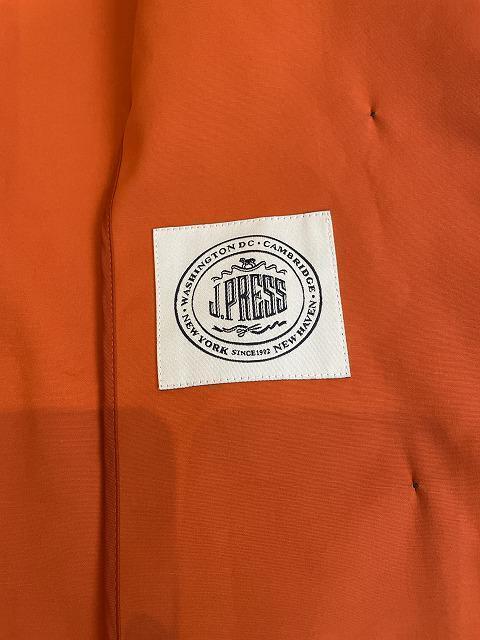 WASHINGTON DC · CAMBRIDGE ·
J.PRESS
SINCE 1902
· NEW YORK
NEW HAVEN ·